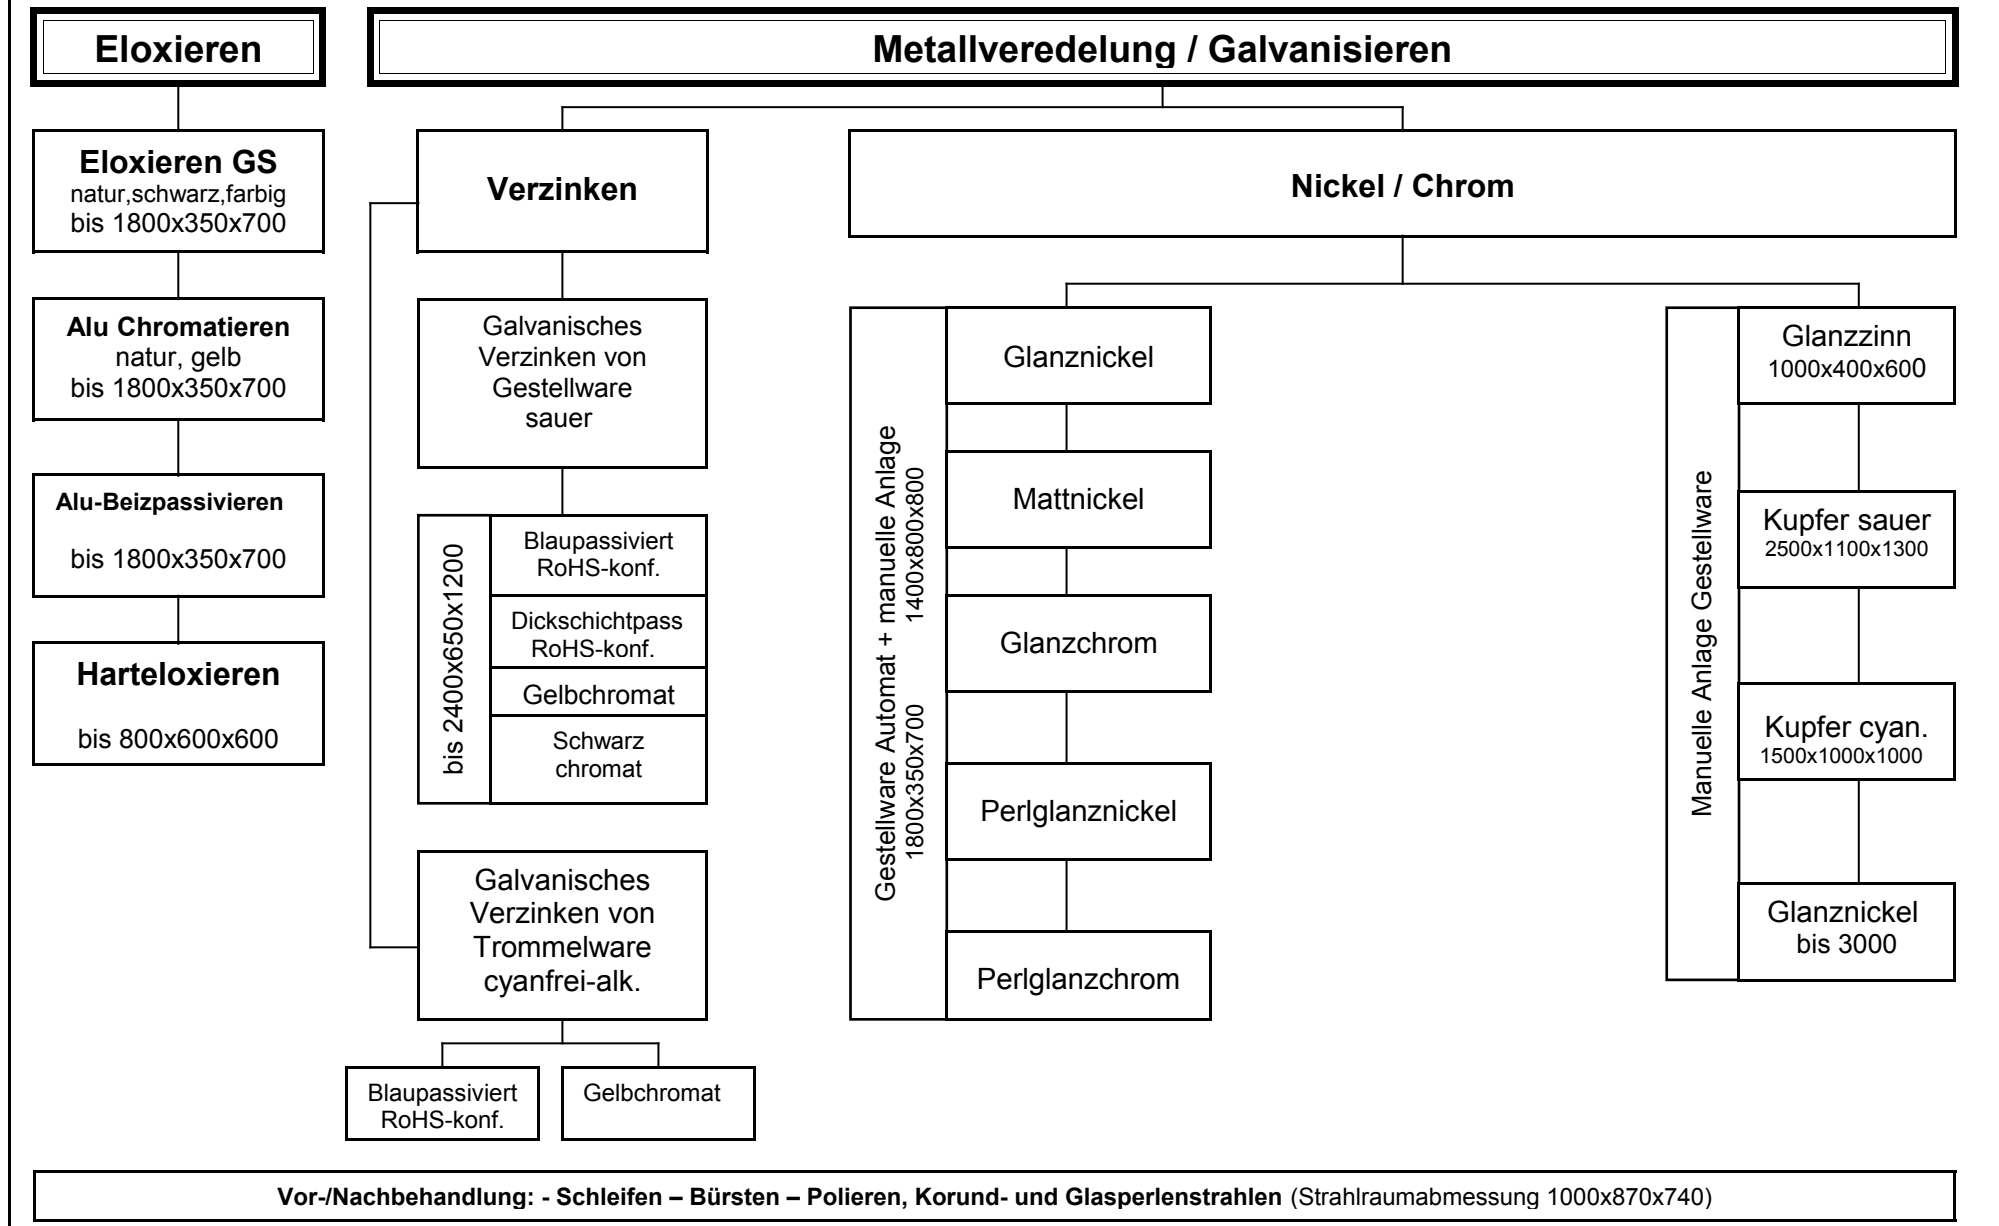 Eloxieren
Metallveredelung / Galvanisieren
Eloxieren GS
natur,schwarz,farbig
bis 1800x350x700
Alu Chromatieren
natur, gelb
bis 1800x350x700
Alu-Beizpassivieren
bis 1800x350x700
Harteloxieren
bis 800x600x600
Verzinken
Galvanisches
Verzinken von
Gestellware
sauer
bis 2400x650x1200
Blaupassiviert
RoHS-konf.
Dickschichtpass
RoHS-konf.
Gelbchromat
Schwarz
chromat
Galvanisches
Verzinken von
Trommelware
cyanfrei-alk.
Blaupassiviert
RoHS-konf.
Gelbchromat
Nickel / Chrom
Gestellware Automat + manuelle Anlage
1800x350x700 1400x800x800
Glanznickel
Mattnickel
Glanzchrom
Perlglanznickel
Perlglanzchrom
Manuelle Anlage Gestellware
Glanzzinn
1000x400x600
Kupfer sauer
2500x1100x1300
Kupfer cyan.
1500x1000x1000
Glanznickel
bis 3000
Vor-/Nachbehandlung: - Schleifen – Bürsten – Polieren, Korund- und Glasperlenstrahlen (Strahlraumabmessung 1000x870x740)